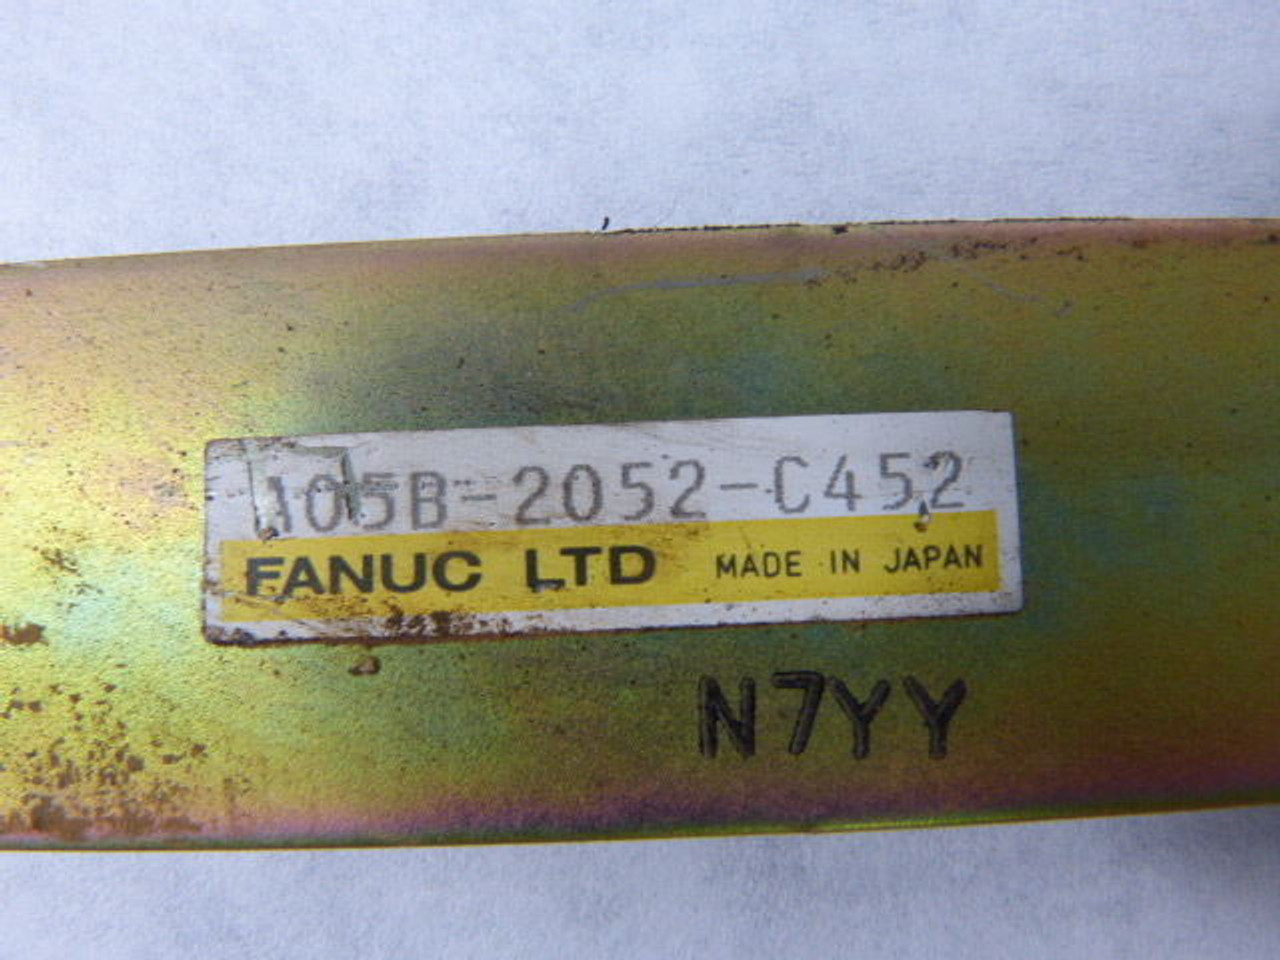 A05B-2052-C452
FANUC LTD MADE IN JAPAN
N7YY